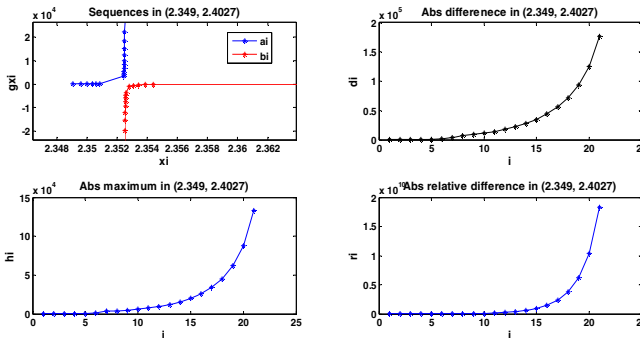 Sequences in (2.349, 2.4027)
x 10^4
2
1
0
-1
-2
gxi
2.348 2.35 2.352 2.354 2.356 2.358 2.36 2.362
xi
ai
bi
Abs differenece in (2.349, 2.4027)
x 10^5
2
1.5
1
0.5
0
di
0 5 10 15 20
i
Abs maximum in (2.349, 2.4027)
x 10^4
15
10
5
0
hi
0 5 10 15 20 25
i
Abs relative difference in (2.349, 2.4027)
2
1.5
1
0.5
0
ri
0 5 10 15 20
i